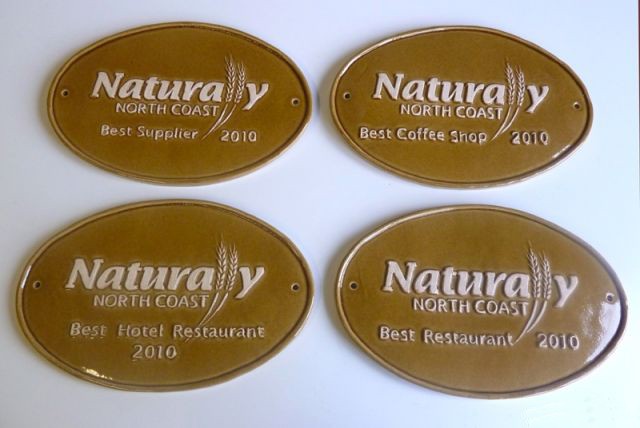 Naturally
NORTH COAST
Best Supplier 2010
Naturally
NORTH COAST
Best Coffee Shop 2010
Naturally
NORTH COAST
Best Hotel Restaurant
2010
Naturally
NORTH COAST
Best Restaurant 2010